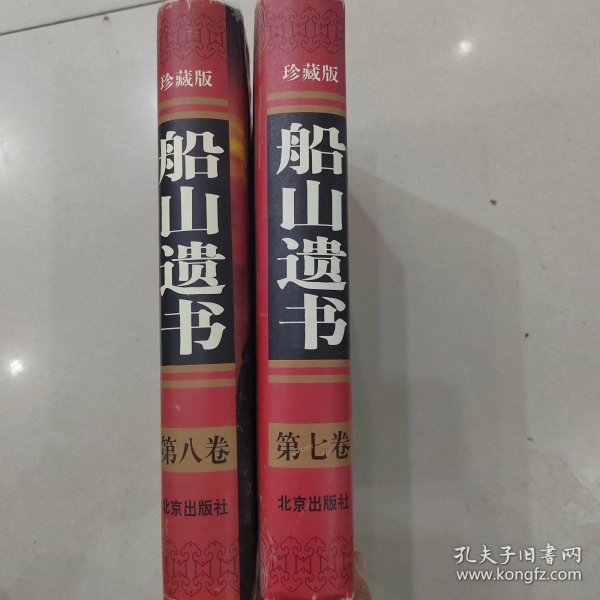 珍藏版
船山遗书
第八卷
北京出版社
珍藏版
船山遗书
第七卷
北京出版社
孔夫子旧书网
www.kongfz.com